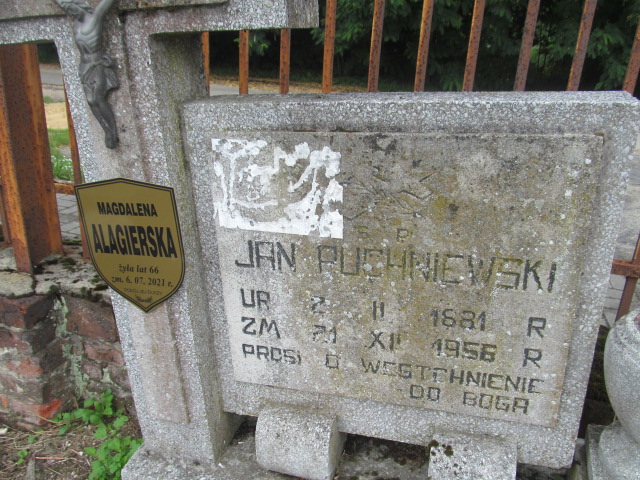 MAGDALENA
ALAGIERSKA
żyła lat 66
zm. 6.07.2021 r.
Ś P
JAN PUCHNIEWSKI
UR 2 II 1881 R
ZM 21 XII 1956 R
PROSI O WESTCHNIENIE
DO BOGA